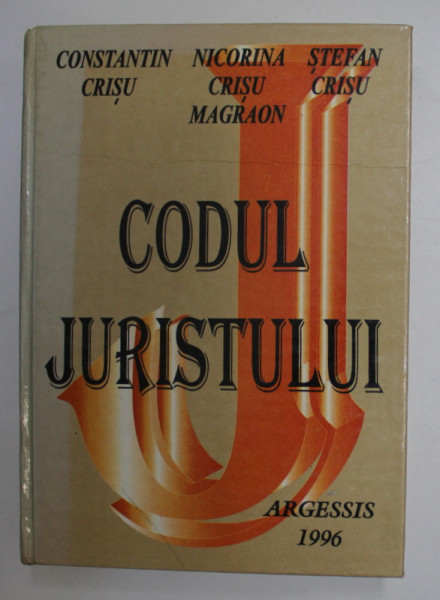 CONSTANTIN NICORINA ȘTEFAN
CRIȘU CRIȘU CRIȘU
MAGRAON
J
CODUL
JURISTULUI
ARGESSIS
1996